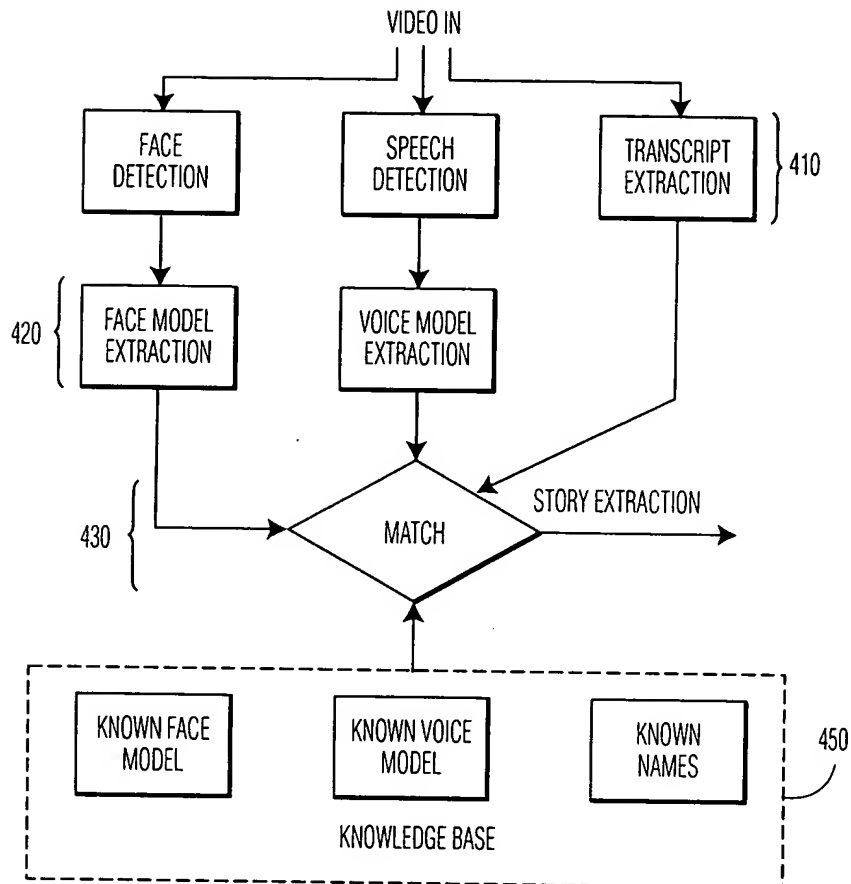 VIDEO IN
FACE
DETECTION
SPEECH
DETECTION
TRANSCRIPT
EXTRACTION
410
420
FACE MODEL
EXTRACTION
VOICE MODEL
EXTRACTION
430
MATCH
STORY EXTRACTION
KNOWN FACE
MODEL
KNOWN VOICE
MODEL
KNOWN
NAMES
450
KNOWLEDGE BASE